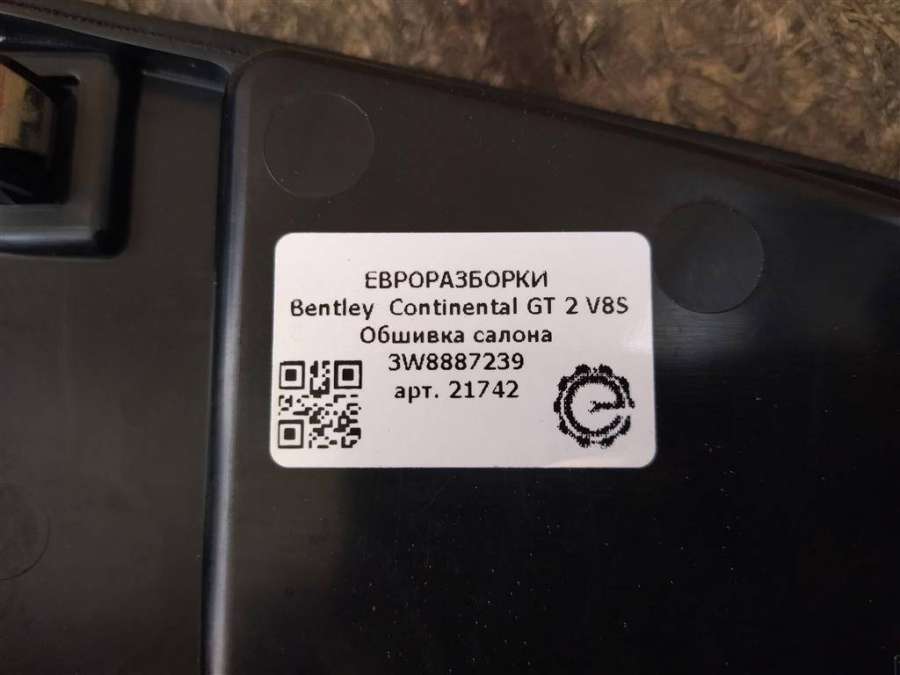 ЕВРОРАЗБОРКИ
Bentley Continental GT 2 V8S
Обшивка салона
3W8887239
арт. 21742